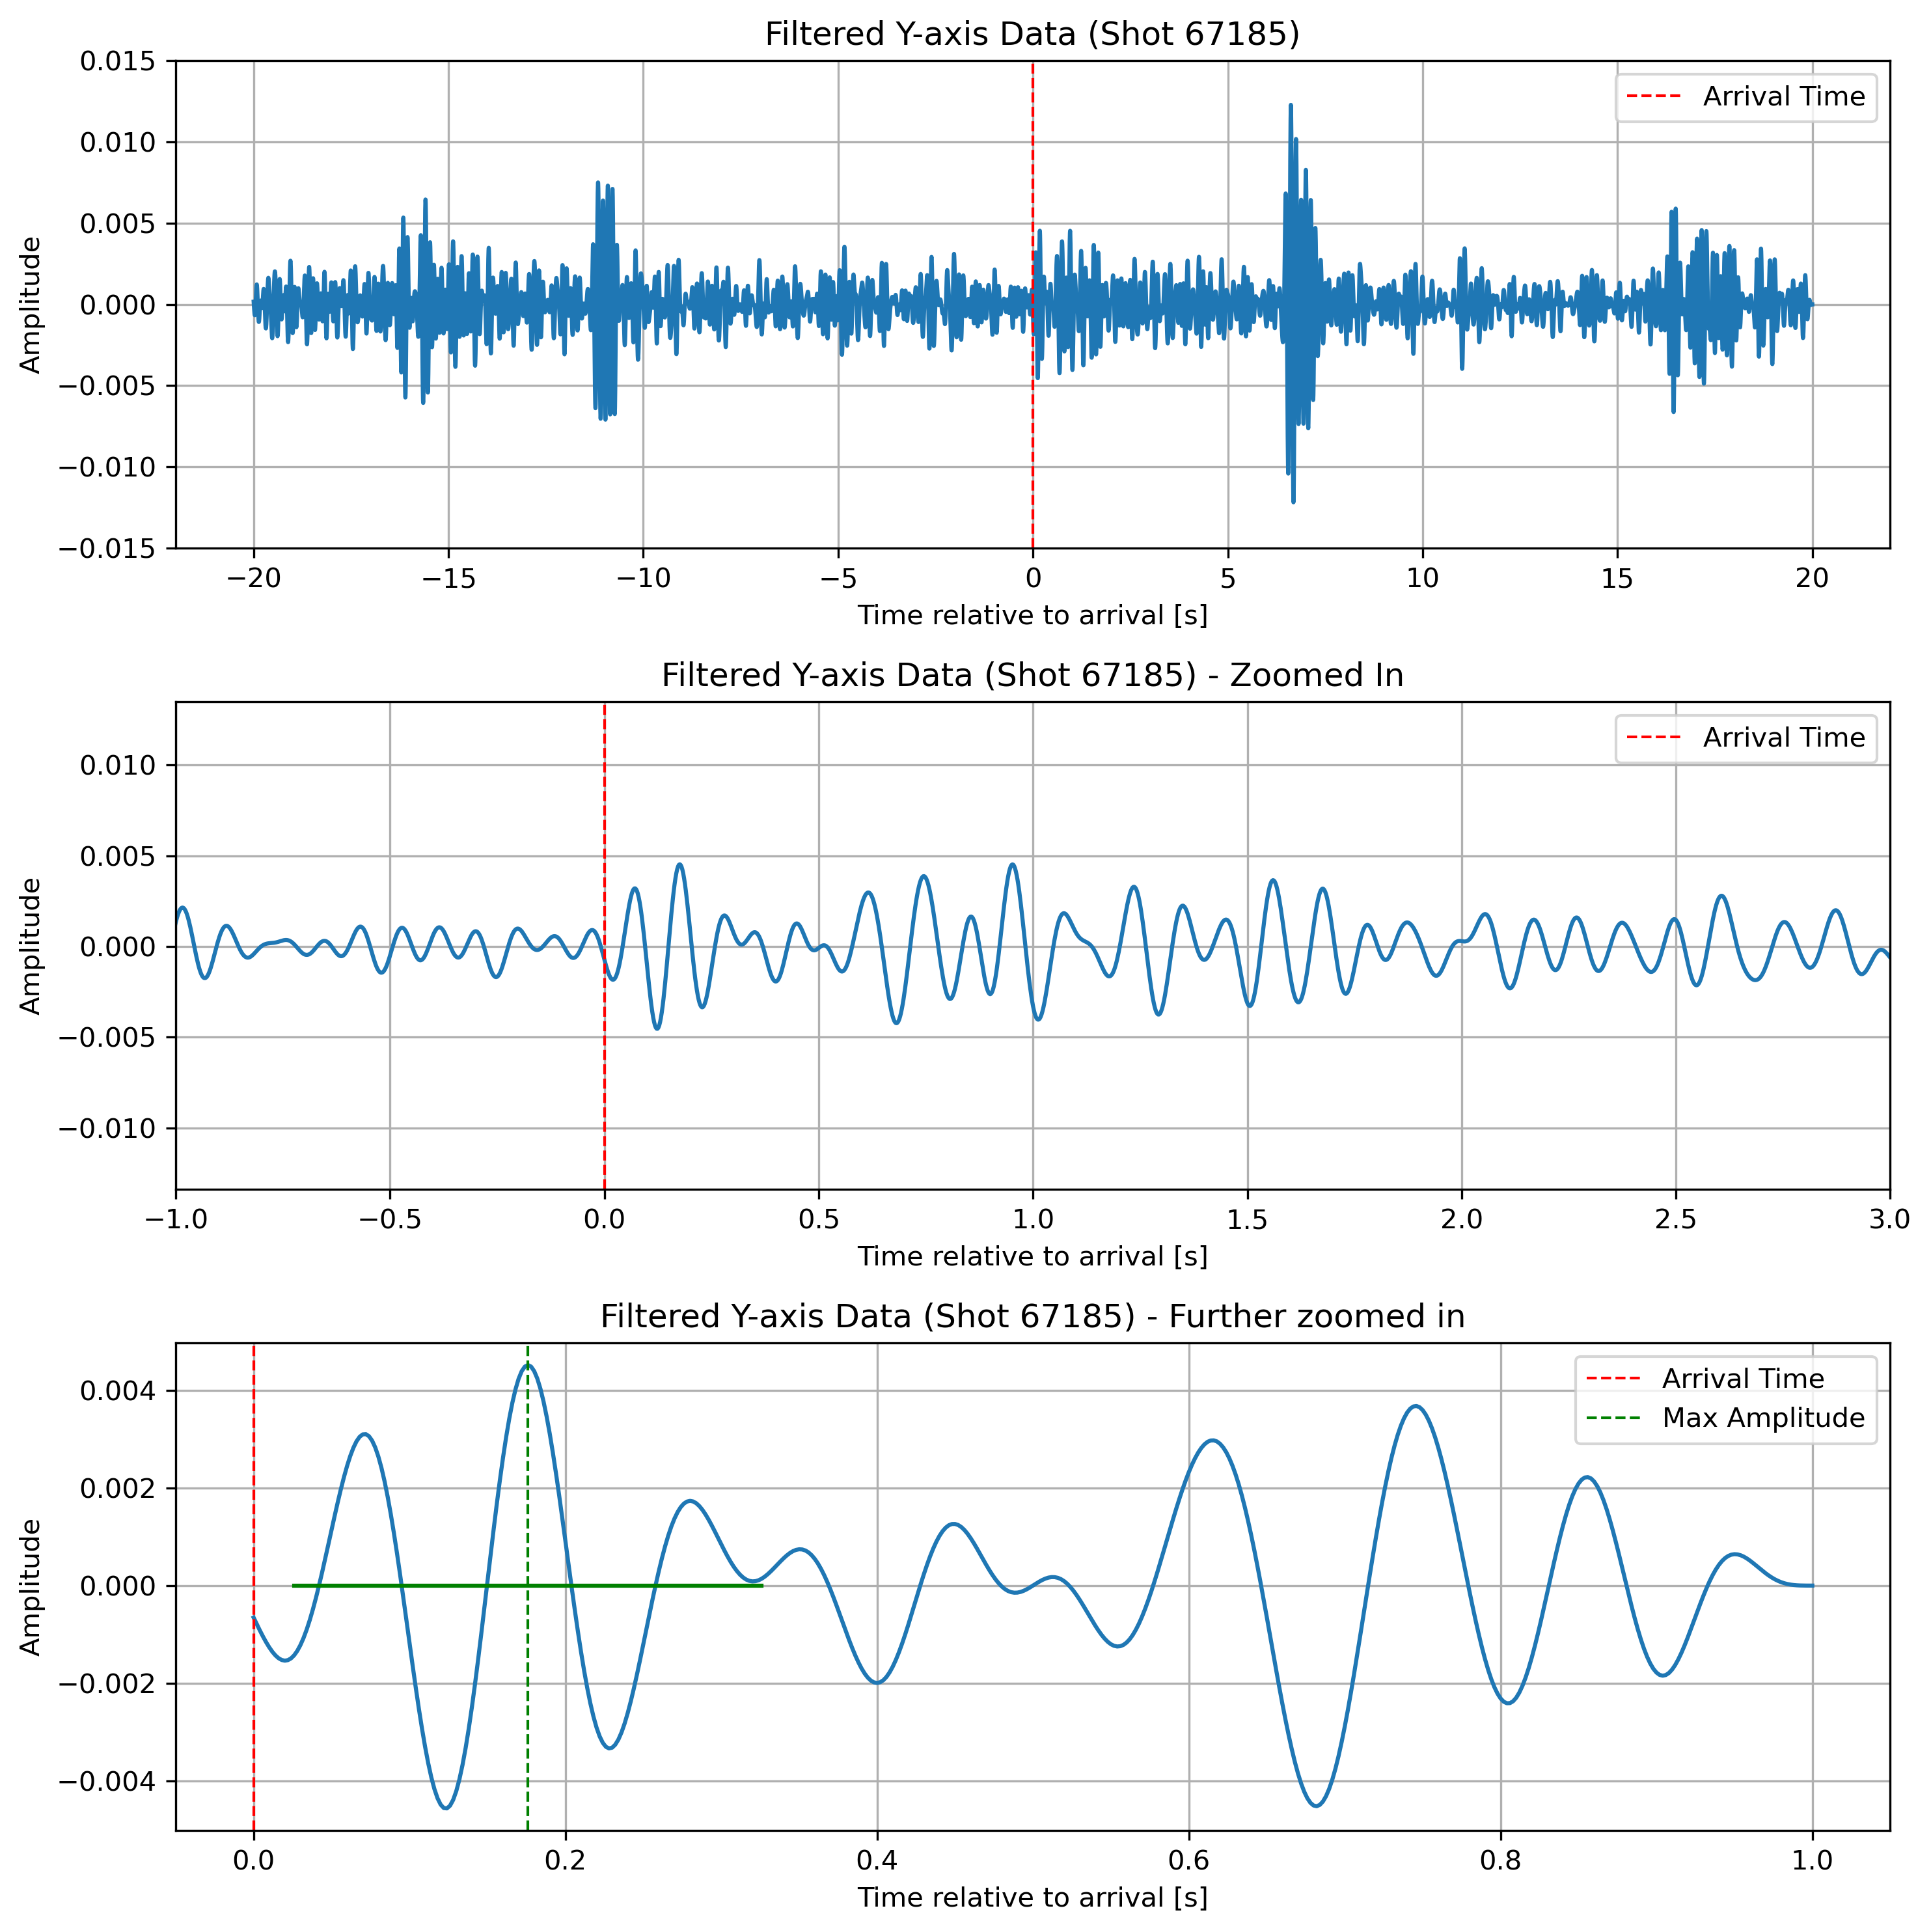 Filtered Y-axis Data (Shot 67185)
0.015
0.010
0.005
0.000
−0.005
−0.010
−0.015
Amplitude
Arrival Time
−20 −15 −10 −5 0 5 10 15 20
Time relative to arrival [s]
Filtered Y-axis Data (Shot 67185) - Zoomed In
0.010
0.005
0.000
−0.005
−0.010
Amplitude
Arrival Time
−1.0 −0.5 0.0 0.5 1.0 1.5 2.0 2.5 3.0
Time relative to arrival [s]
Filtered Y-axis Data (Shot 67185) - Further zoomed in
0.004
0.002
0.000
−0.002
−0.004
Amplitude
Arrival Time
Max Amplitude
0.0 0.2 0.4 0.6 0.8 1.0
Time relative to arrival [s]